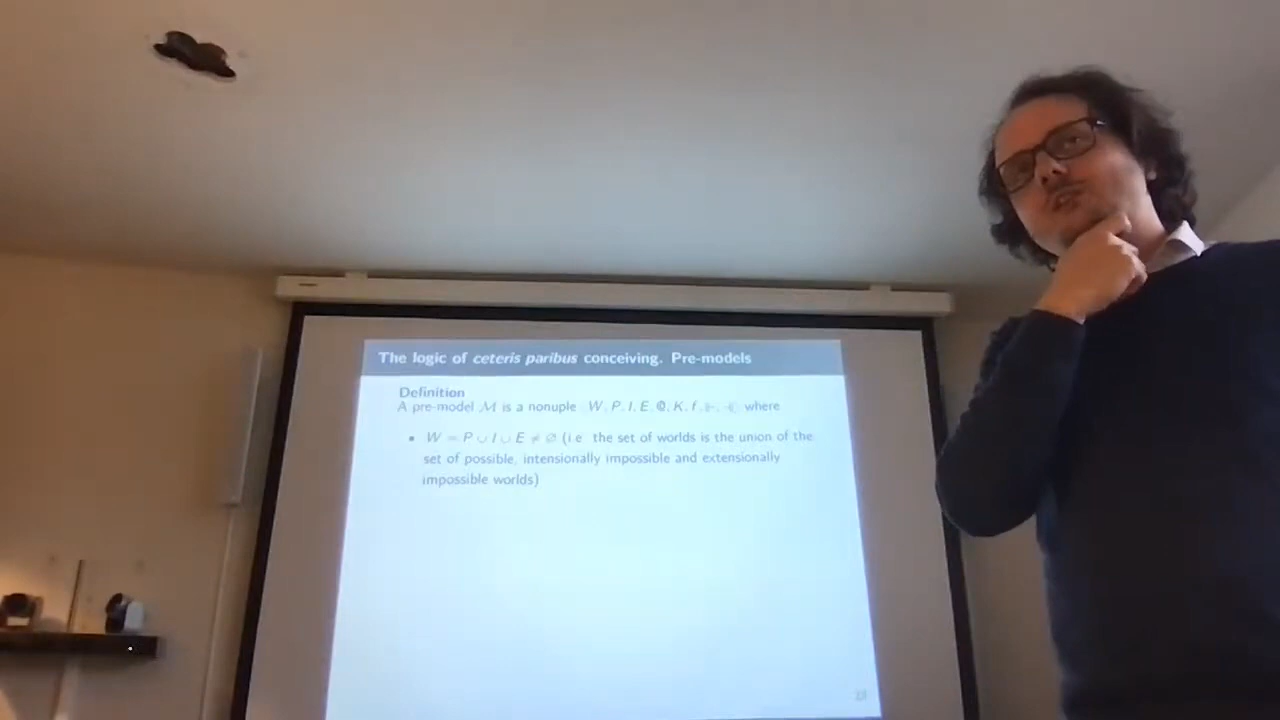 The logic of ceteris paribus conceiving. Pre-models
Definition
A pre-model M is a nonuple W, P, I, E, @, K, f, ⊩, ⫣ where
W = P ∪ I ∪ E ≠ ∅ (i.e. the set of worlds is the union of the
set of possible, intensionally impossible and extensionally
impossible worlds)